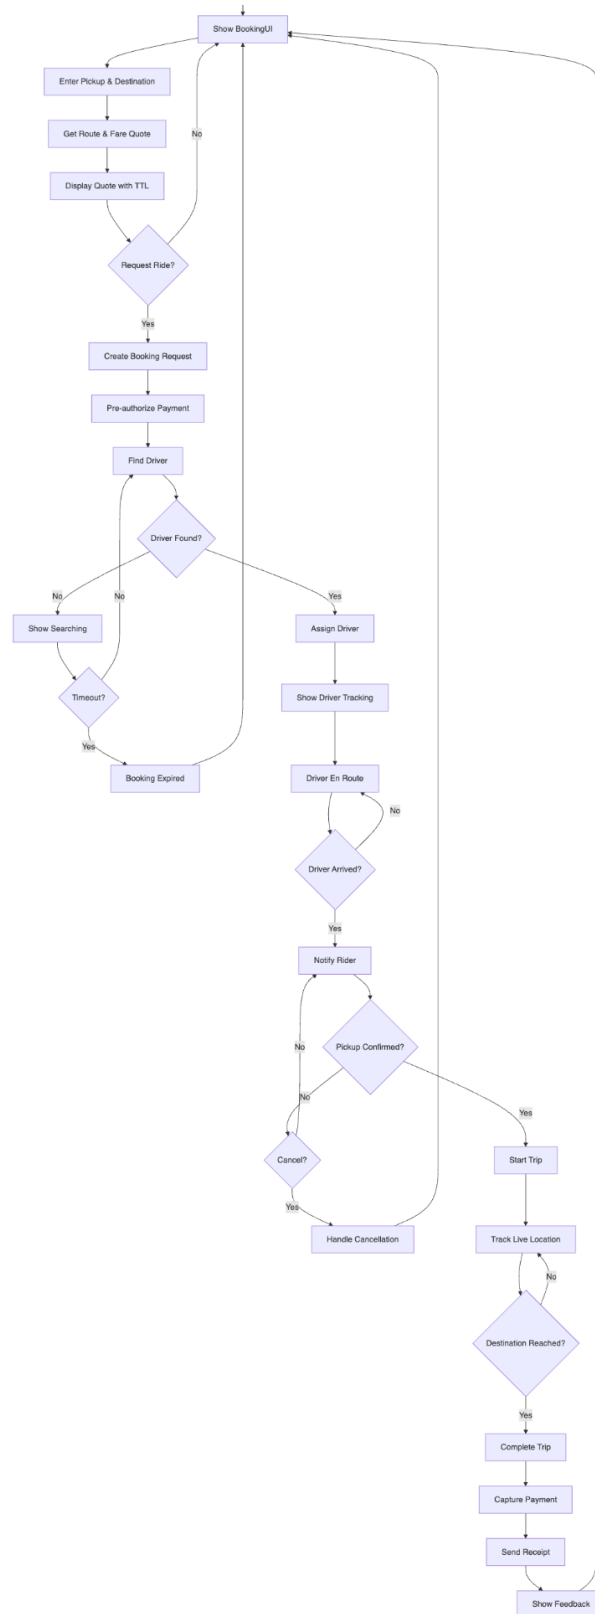 Show BookingUI
Enter Pickup & Destination
No
Get Route & Fare Quote
Display Quote with TTL
Request Ride?
Yes
Create Booking Request
Pre-authorize Payment
Find Driver
Driver Found?
No
No
Yes
Show Searching
Assign Driver
Timeout?
Show Driver Tracking
Yes
Booking Expired
Driver En Route
No
Driver Arrived?
Yes
Notify Rider
No
Pickup Confirmed?
No
Yes
Cancel?
Start Trip
Yes
Handle Cancellation
Track Live Location
No
Destination Reached?
Yes
Complete Trip
Capture Payment
Send Receipt
Show Feedback